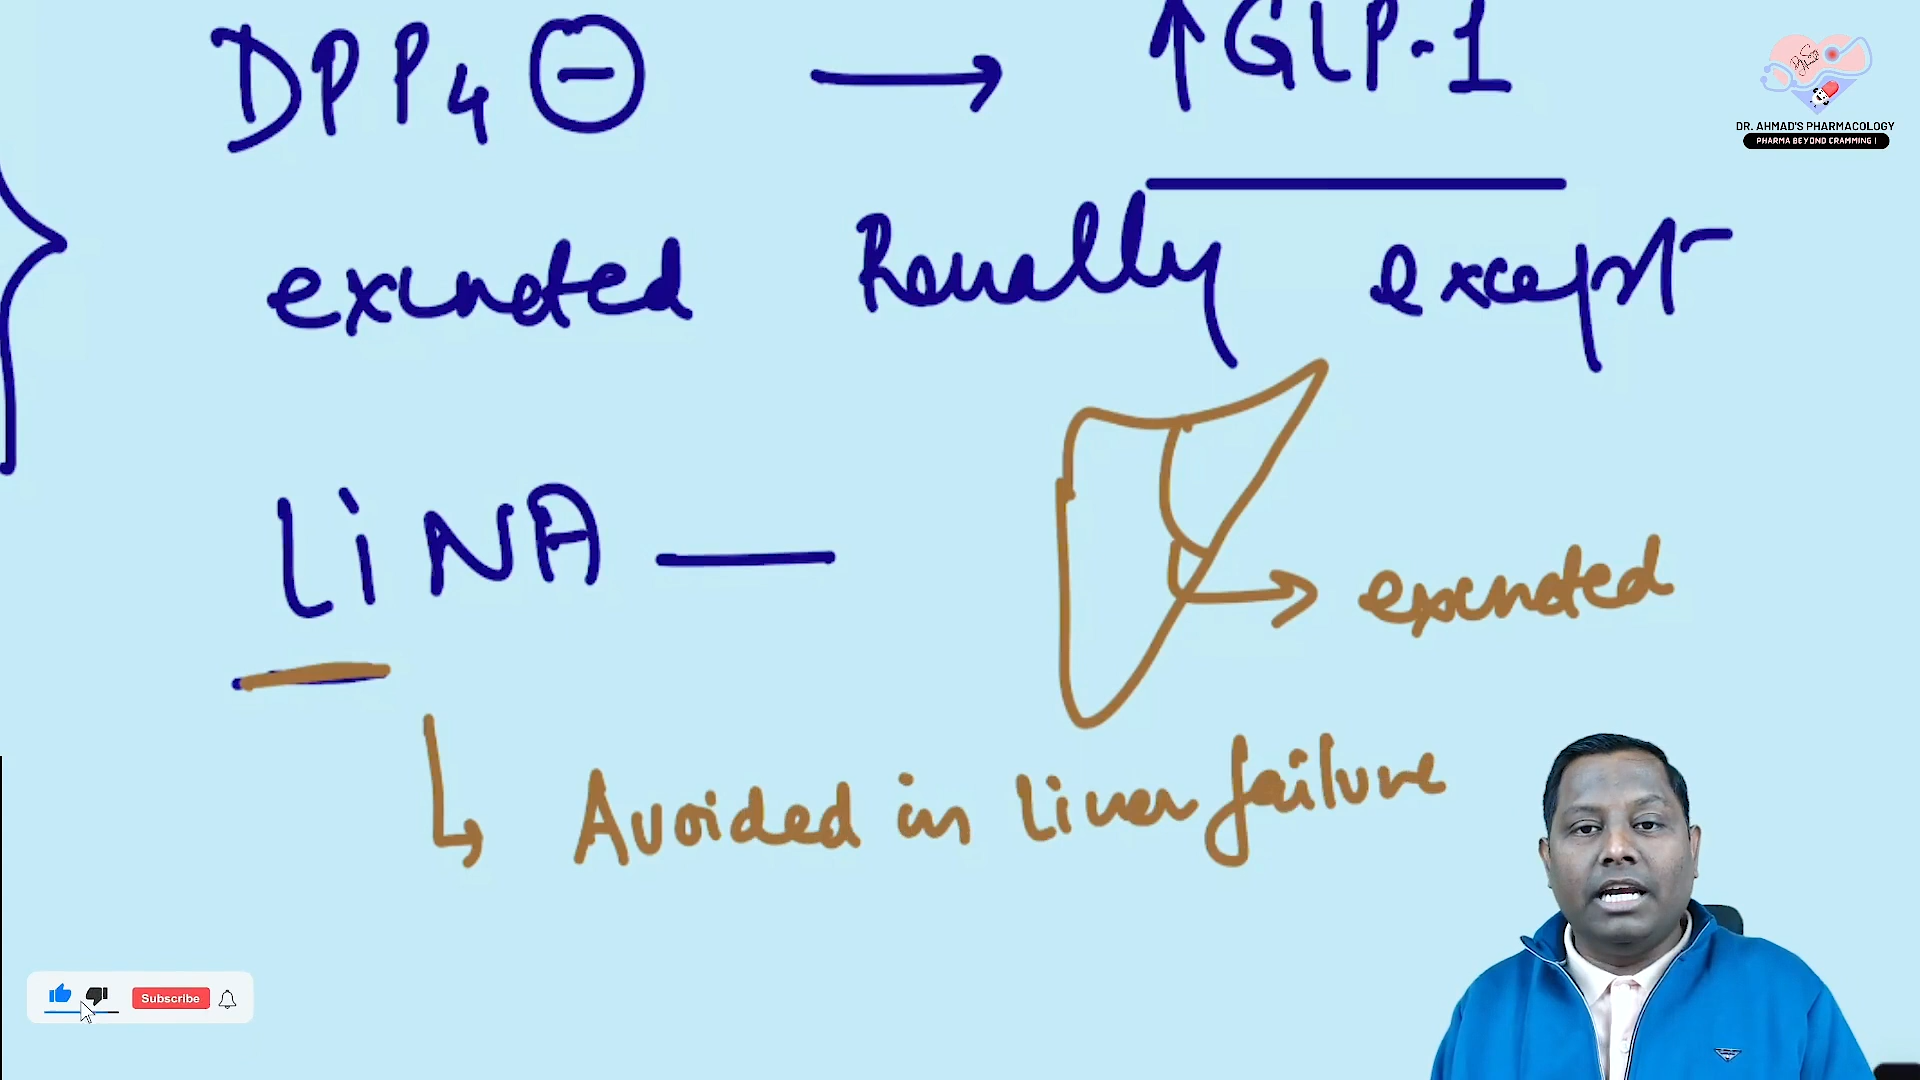 DPP4 ⊖ → ↑GLP-1
excreted Renally except
LiNA —
→ excreted
↳ Avoided in liver failure
DR. AHMAD'S PHARMACOLOGY
PHARMA BEYOND CRAMMING !
Subscribe